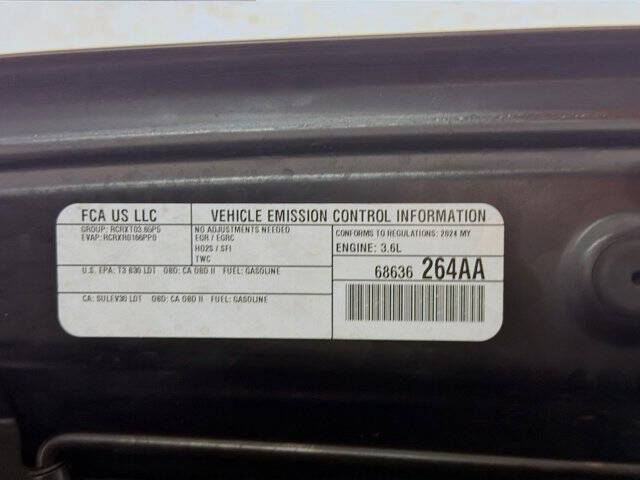 FCA US LLC
VEHICLE EMISSION CONTROL INFORMATION
GROUP: RCRXT03.65P5
EVAP: RCRXR0166PP0
NO ADJUSTMENTS NEEDED
EGR / EGRC
HO2S / SFI
TWC
CONFORMS TO REGULATIONS: 2024 MY
ENGINE: 3.6L
U.S. EPA: T3 B30 LDT OBD: CA OBD II FUEL: GASOLINE
68636 264AA
CA: SULEV30 LDT OBD: CA OBD II FUEL: GASOLINE